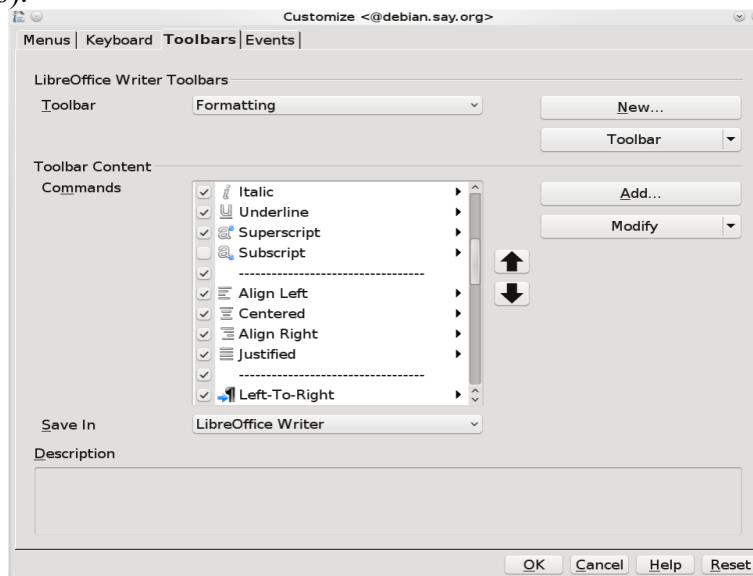 Customize <@debian.say.org>
Menus Keyboard Toolbars Events
LibreOffice Writer Toolbars
Toolbar Formatting New...
Toolbar
Toolbar Content
Commands Add...
Modify
Italic
Underline
Superscript
Subscript
----------------------------------
Align Left
Centered
Align Right
Justified
----------------------------------
Left-To-Right
Save In LibreOffice Writer
Description
OK Cancel Help Reset